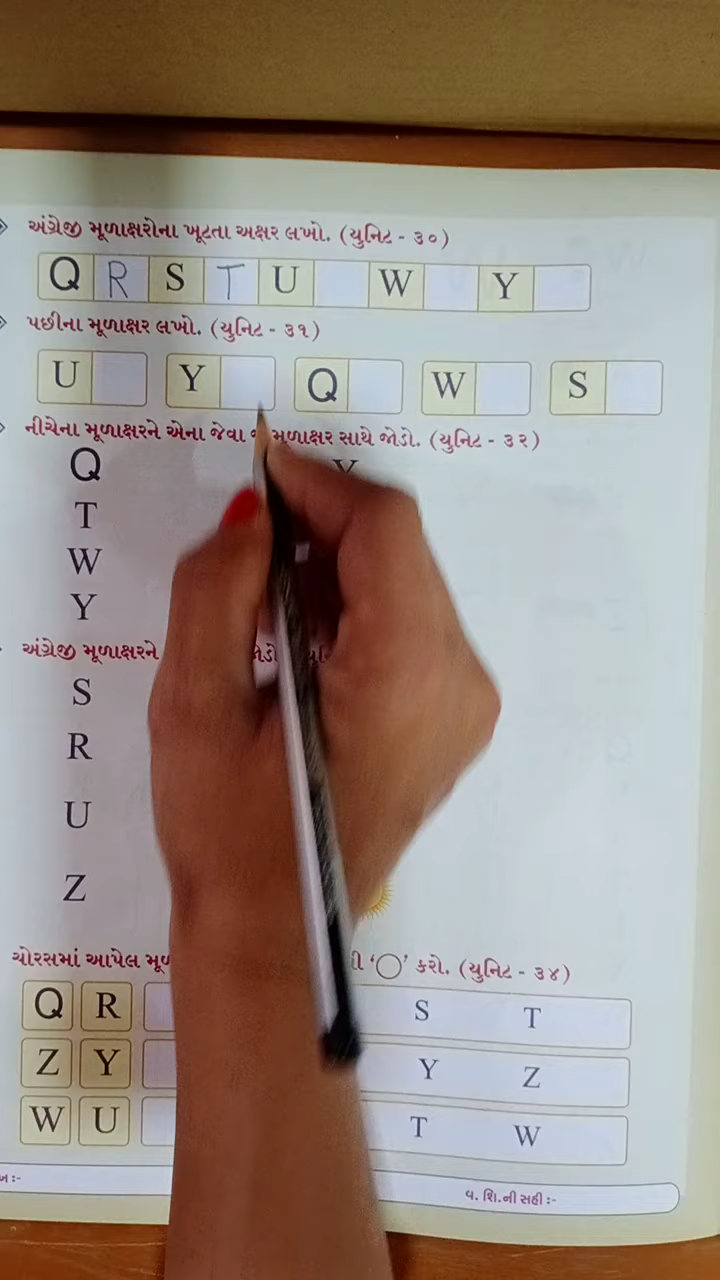 અંગ્રેજી મૂળાક્ષરોના ખૂટતા અક્ષર લખો. (યુનિટ - ૩૦)
Q R S T U W Y
પછીના મૂળાક્ષર લખો. (યુનિટ - ૩૧)
U Y Q W S
નીચેના મૂળાક્ષરને એના જેવા જ મૂળાક્ષર સાથે જોડો. (યુનિટ - ૩૨)
Q
T
W
Y
અંગ્રેજી મૂળાક્ષરને
S
R
U
Z
ચોરસમાં આપેલ ની ‘○’ કરો. (યુનિટ - ૩૪)
Q R S T
Z Y Y Z
W U T W
વ. શિ.ની સહી :-